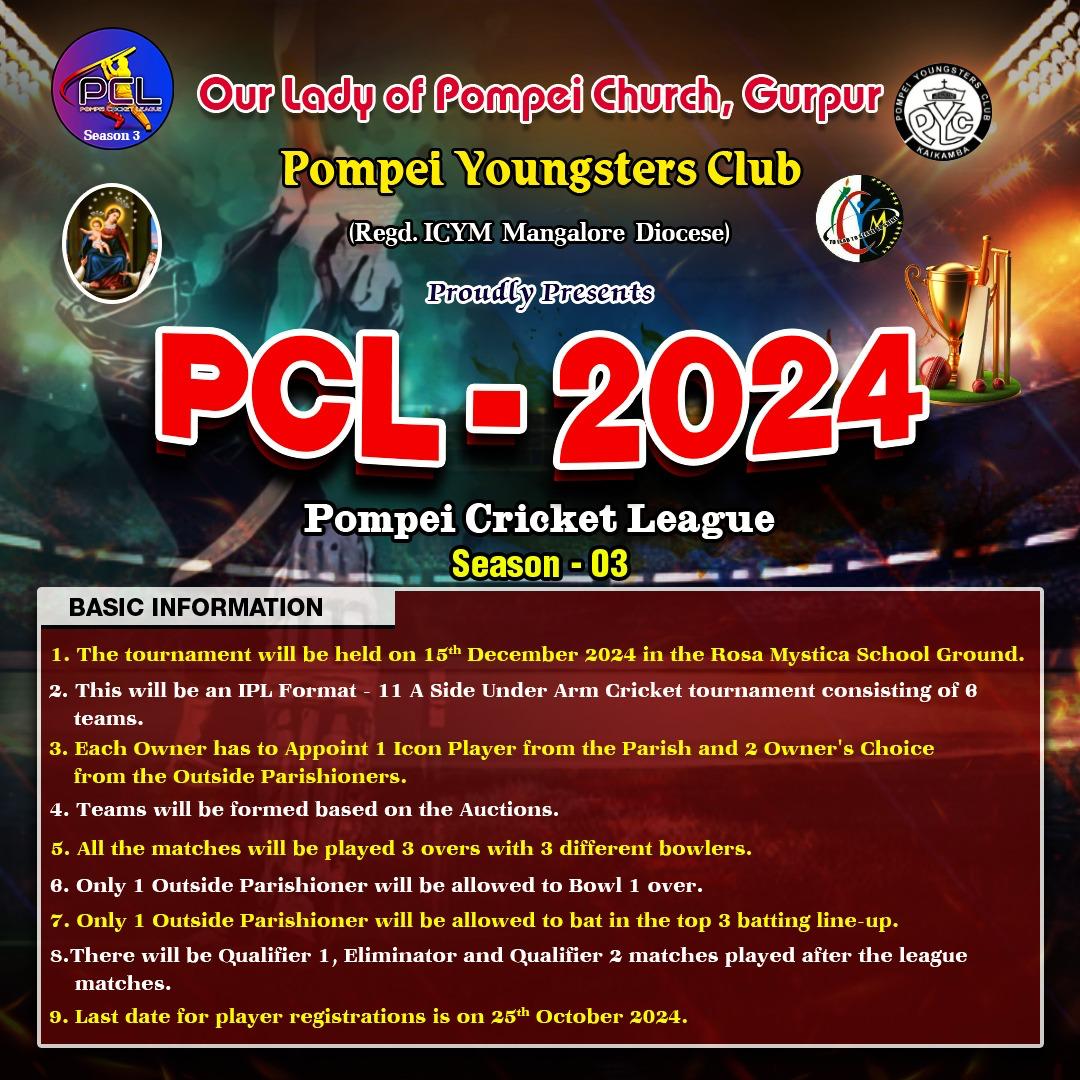 PCL
POMPEI CRICKET LEAGUE
Season 3
Our Lady of Pompei Church, Gurpur
POMPEI YOUNGSTERS CLUB
PYC
KAIKAMBA
Pompei Youngsters Club
(Regd. ICYM Mangalore Diocese)
Proudly Presents
PCL - 2024
Pompei Cricket League
Season - 03
BASIC INFORMATION
1. The tournament will be held on 15th December 2024 in the Rosa Mystica School Ground.
2. This will be an IPL Format - 11 A Side Under Arm Cricket tournament consisting of 6
teams.
3. Each Owner has to Appoint 1 Icon Player from the Parish and 2 Owner's Choice
from the Outside Parishioners.
4. Teams will be formed based on the Auctions.
5. All the matches will be played 3 overs with 3 different bowlers.
6. Only 1 Outside Parishioner will be allowed to Bowl 1 over.
7. Only 1 Outside Parishioner will be allowed to bat in the top 3 batting line-up.
8.There will be Qualifier 1, Eliminator and Qualifier 2 matches played after the league
matches.
9. Last date for player registrations is on 25th October 2024.